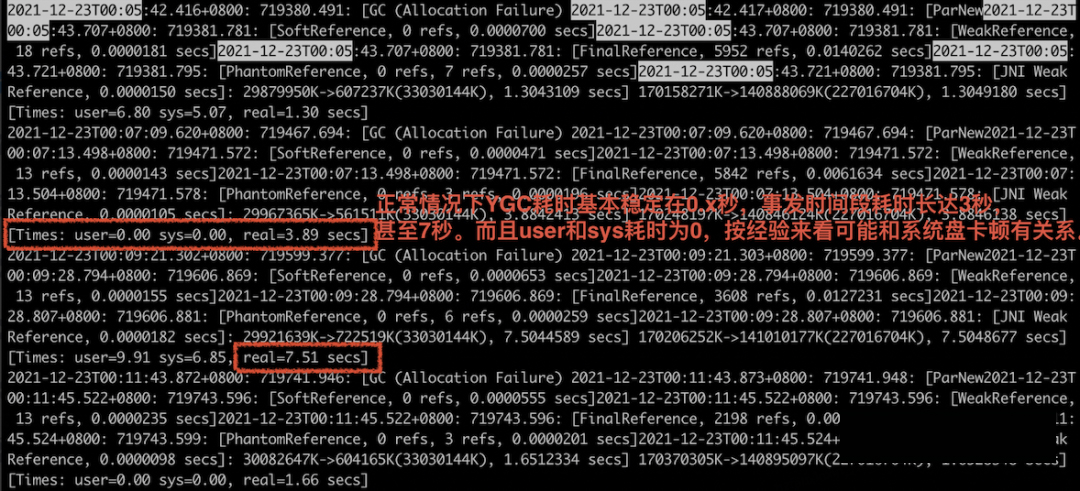 2021-12-23T00:05:42.416+0800: 719380.491: [GC (Allocation Failure) 2021-12-23T00:05:42.417+0800: 719380.491: [ParNew2021-12-23T
00:05:43.707+0800: 719381.781: [SoftReference, 0 refs, 0.0000700 secs]2021-12-23T00:05:43.707+0800: 719381.781: [WeakReference,
18 refs, 0.0000181 secs]2021-12-23T00:05:43.707+0800: 719381.781: [FinalReference, 5952 refs, 0.0140262 secs]2021-12-23T00:05:
43.721+0800: 719381.795: [PhantomReference, 0 refs, 7 refs, 0.0000257 secs]2021-12-23T00:05:43.721+0800: 719381.795: [JNI Weak
Reference, 0.0000150 secs]: 29879950K->607237K(33030144K), 1.3043109 secs] 170158271K->140888069K(227016704K), 1.3049180 secs]
[Times: user=6.80 sys=5.07, real=1.30 secs]
2021-12-23T00:07:09.620+0800: 719467.694: [GC (Allocation Failure) 2021-12-23T00:07:09.620+0800: 719467.694: [ParNew2021-12-23T
00:07:13.498+0800: 719471.572: [SoftReference, 0 refs, 0.0000471 secs]2021-12-23T00:07:13.498+0800: 719471.572: [WeakReference,
13 refs, 0.0000143 secs]2021-12-23T00:07:13.498+0800: 719471.572: [FinalReference, 5842 refs, 0.0061634 secs]2021-12-23T00:07:
13.504+0800: 719471.578: [PhantomReference, 0 refs, 3 refs, 0.0000196 secs]2021-12-23T00:07:13.504+0800: 719471.578: [JNI Weak
正常情况下YGC耗时基本稳定在0.x秒,事发时间段耗时长达3秒,
Reference, 0.0000105 secs]: 29967365K->56151 3.8842413 secs] 170248197K->140846124K(227016704K), 3.8846138 secs]
[Times: user=0.00 sys=0.00, real=3.89 secs]
甚至7秒。而且user和sys耗时为0,按经验来看可能和系统盘卡顿有关系。
2021-12-23T00:09:21.302+0800: 719599.377: [GC (Allocation Failure) 2021-12-23T00:09:21.303+0800: 719599.377: [ParNew2021-12-23T
00:09:28.794+0800: 719606.869: [SoftReference, 0 refs, 0.0000653 secs]2021-12-23T00:09:28.794+0800: 719606.869: [WeakReference,
13 refs, 0.0000155 secs]2021-12-23T00:09:28.794+0800: 719606.869: [FinalReference, 3608 refs, 0.0127231 secs]2021-12-23T00:09:
28.807+0800: 719606.881: [PhantomReference, 0 refs, 6 refs, 0.0000259 secs]2021-12-23T00:09:28.807+0800: 719606.881: [JNI Weak
Reference, 0.0000182 secs]: 29921639K->722519K(33030144K), 7.5044589 secs] 170206252K->141010177K(227016704K), 7.5048677 secs]
[Times: user=9.91 sys=6.85, real=7.51 secs]
2021-12-23T00:11:43.872+0800: 719741.946: [GC (Allocation Failure) 2021-12-23T00:11:43.873+0800: 719741.948: [ParNew2021-12-23T
00:11:45.522+0800: 719743.596: [SoftReference, 0 refs, 0.0000555 secs]2021-12-23T00:11:45.522+0800: 719743.596: [WeakReference,
13 refs, 0.0000235 secs]2021-12-23T00:11:45.522+0800: 719743.596: [FinalReference, 2198 refs, 0.00 11:
45.524+0800: 719743.599: [PhantomReference, 0 refs, 3 refs, 0.0000201 secs]2021-12-23T00:11:45.524+
Reference, 0.0000098 secs]: 30082647K->604165K(33030144K), 1.6512334 secs] 170370305K->140895097K
[Times: user=0.00 sys=0.00, real=1.66 secs]